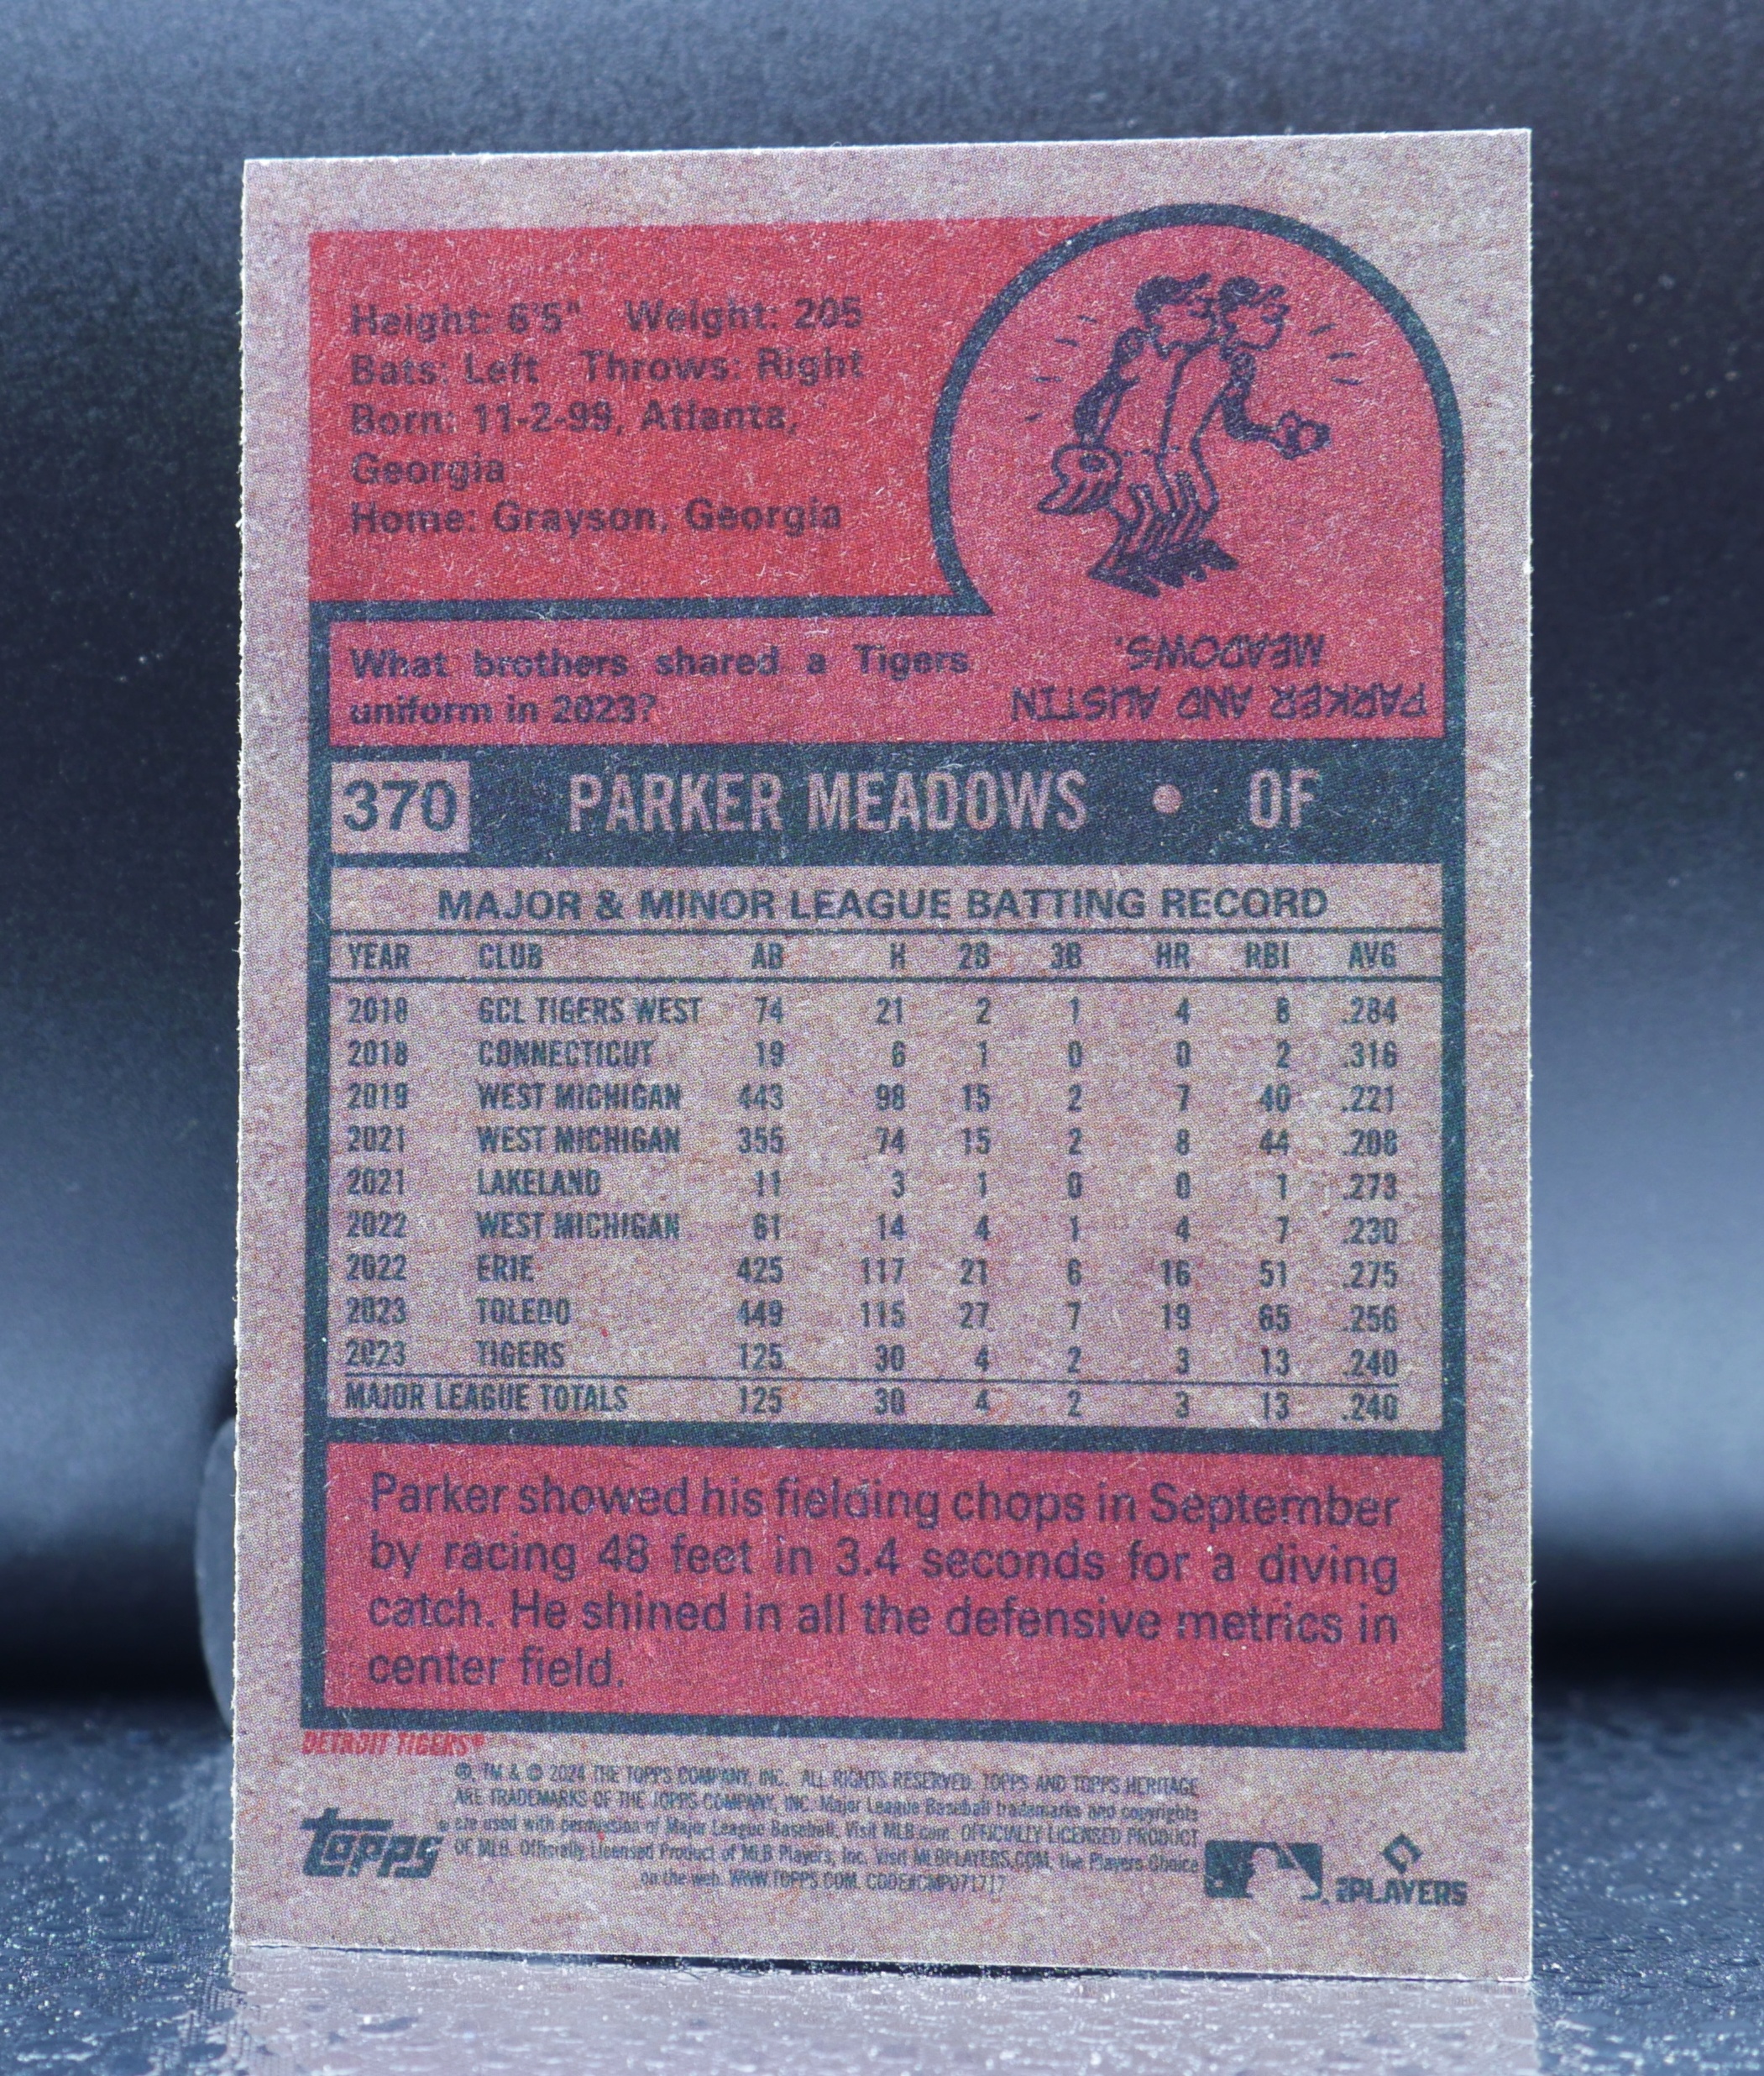 Height: 6'5" Weight: 205
Bats: Left Throws: Right
Born: 11-2-99, Atlanta,
Georgia
Home: Grayson, Georgia
What brothers shared a Tigers
uniform in 2023?
PARKER AND AUSTIN
MEADOWS.
370 PARKER MEADOWS • OF
MAJOR & MINOR LEAGUE BATTING RECORD
YEAR CLUB AB H 2B 3B HR RBI AVG
2018 GCL TIGERS WEST 74 21 2 1 4 8 .284
2018 CONNECTICUT 19 6 1 0 0 2 .316
2019 WEST MICHIGAN 443 98 15 2 7 40 .221
2021 WEST MICHIGAN 355 74 15 2 8 44 .208
2021 LAKELAND 11 3 1 0 0 1 .273
2022 WEST MICHIGAN 61 14 4 1 4 7 .230
2022 ERIE 425 117 21 6 16 51 .275
2023 TOLEDO 449 115 27 7 19 65 .256
2023 TIGERS 125 30 4 2 3 13 .240
MAJOR LEAGUE TOTALS 125 30 4 2 3 13 .240
Parker showed his fielding chops in September
by racing 48 feet in 3.4 seconds for a diving
catch. He shined in all the defensive metrics in
center field.
DETROIT TIGERS®
®, TM & © 2024 THE TOPPS COMPANY, INC. ALL RIGHTS RESERVED. TOPPS AND TOPPS HERITAGE
ARE TRADEMARKS OF THE TOPPS COMPANY, INC. Major League Baseball trademarks and copyrights
are used with permission of Major League Baseball. Visit MLB.com. OFFICIALLY LICENSED PRODUCT
OF MLB. Officially Licensed Product of MLB Players, Inc. Visit MLBPLAYERS.COM, the Players Choice
on the web. WWW.TOPPS.COM. CODE#CMP071717
topps
PLAYERS